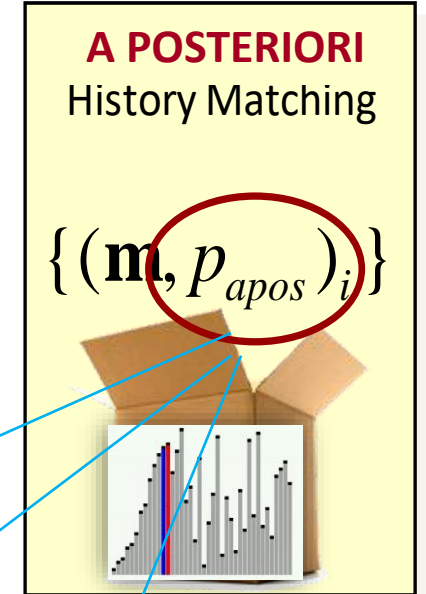 A POSTERIORI
History Matching
{(m, p_apos)_i}